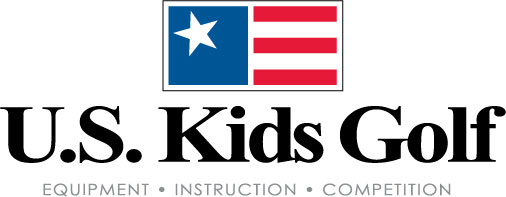 U.S. Kids Golf
EQUIPMENT • INSTRUCTION • COMPETITION